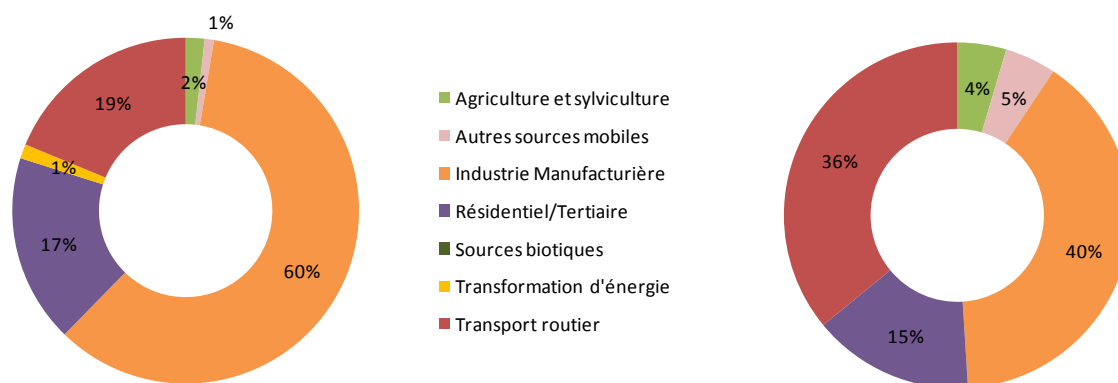 1%
2%
19%
1%
17%
60%
Agriculture et sylviculture
Autres sources mobiles
Industrie Manufacturière
Résidentiel/Tertiaire
Sources biotiques
Transformation d'énergie
Transport routier
4%
5%
36%
40%
15%